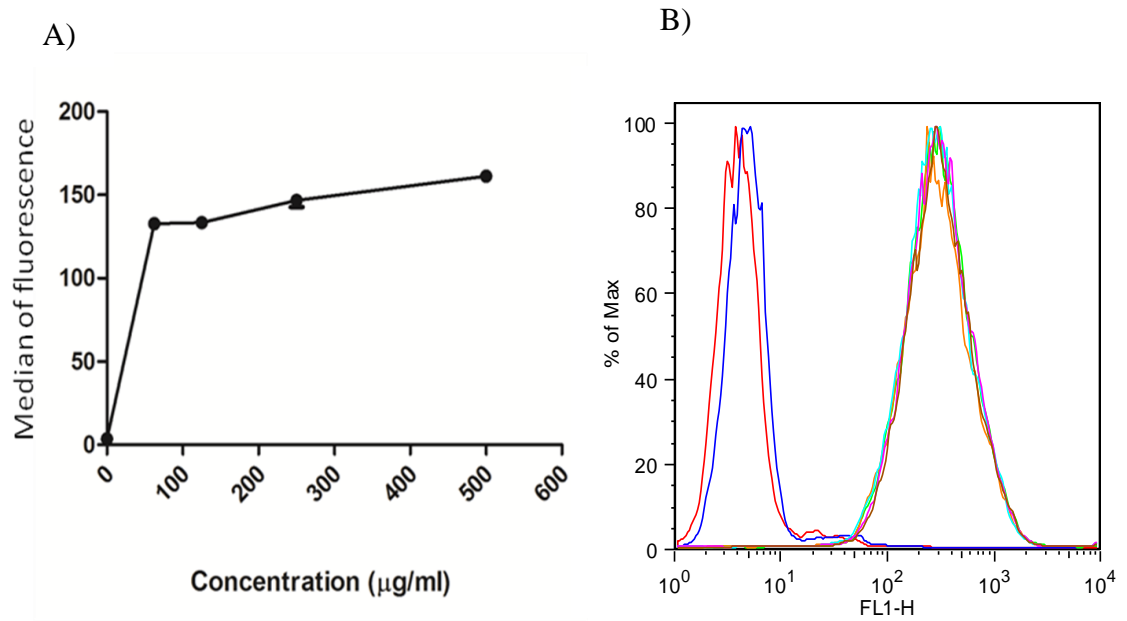 A)
200
150
100
50
0
Median of fluorescence
0 100 200 300 400 500 600
Concentration (μg/ml)
B)
100
80
60
40
20
0
% of Max
10⁰ 10¹ 10² 10³ 10⁴
FL1-H